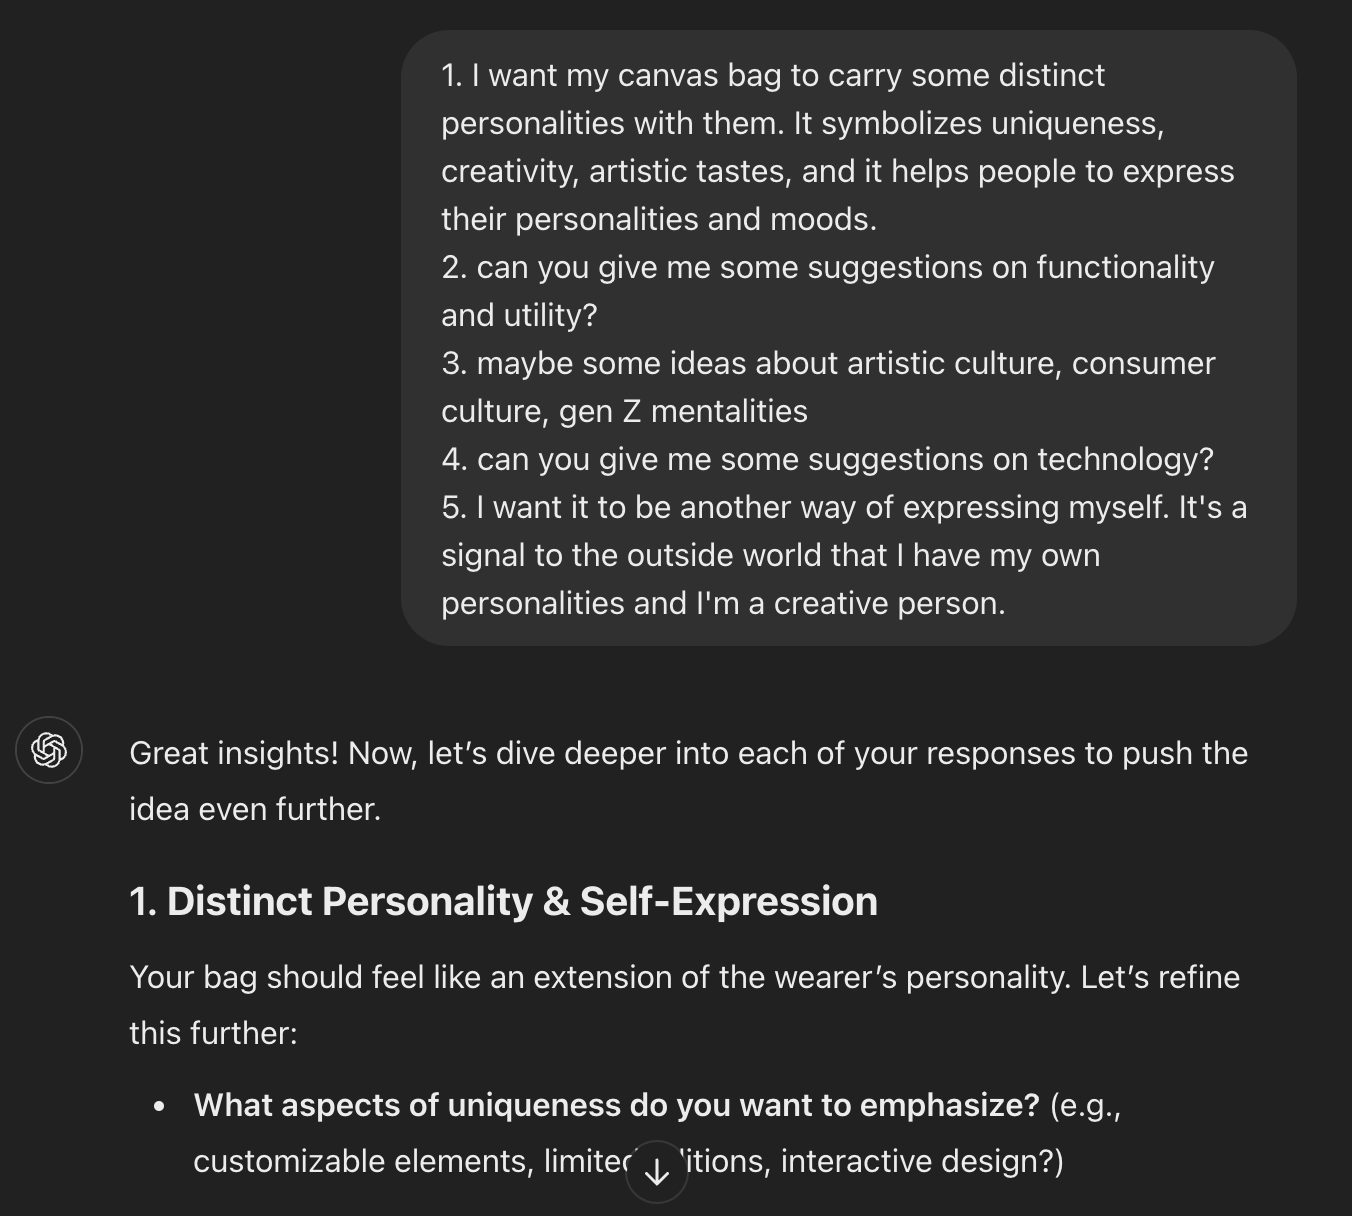 1. I want my canvas bag to carry some distinct
personalities with them. It symbolizes uniqueness,
creativity, artistic tastes, and it helps people to express
their personalities and moods.
2. can you give me some suggestions on functionality
and utility?
3. maybe some ideas about artistic culture, consumer
culture, gen Z mentalities
4. can you give me some suggestions on technology?
5. I want it to be another way of expressing myself. It's a
signal to the outside world that I have my own
personalities and I'm a creative person.
Great insights! Now, let’s dive deeper into each of your responses to push the
idea even further.
1. Distinct Personality & Self-Expression
Your bag should feel like an extension of the wearer’s personality. Let’s refine
this further:
• What aspects of uniqueness do you want to emphasize? (e.g.,
customizable elements, interactive design?)